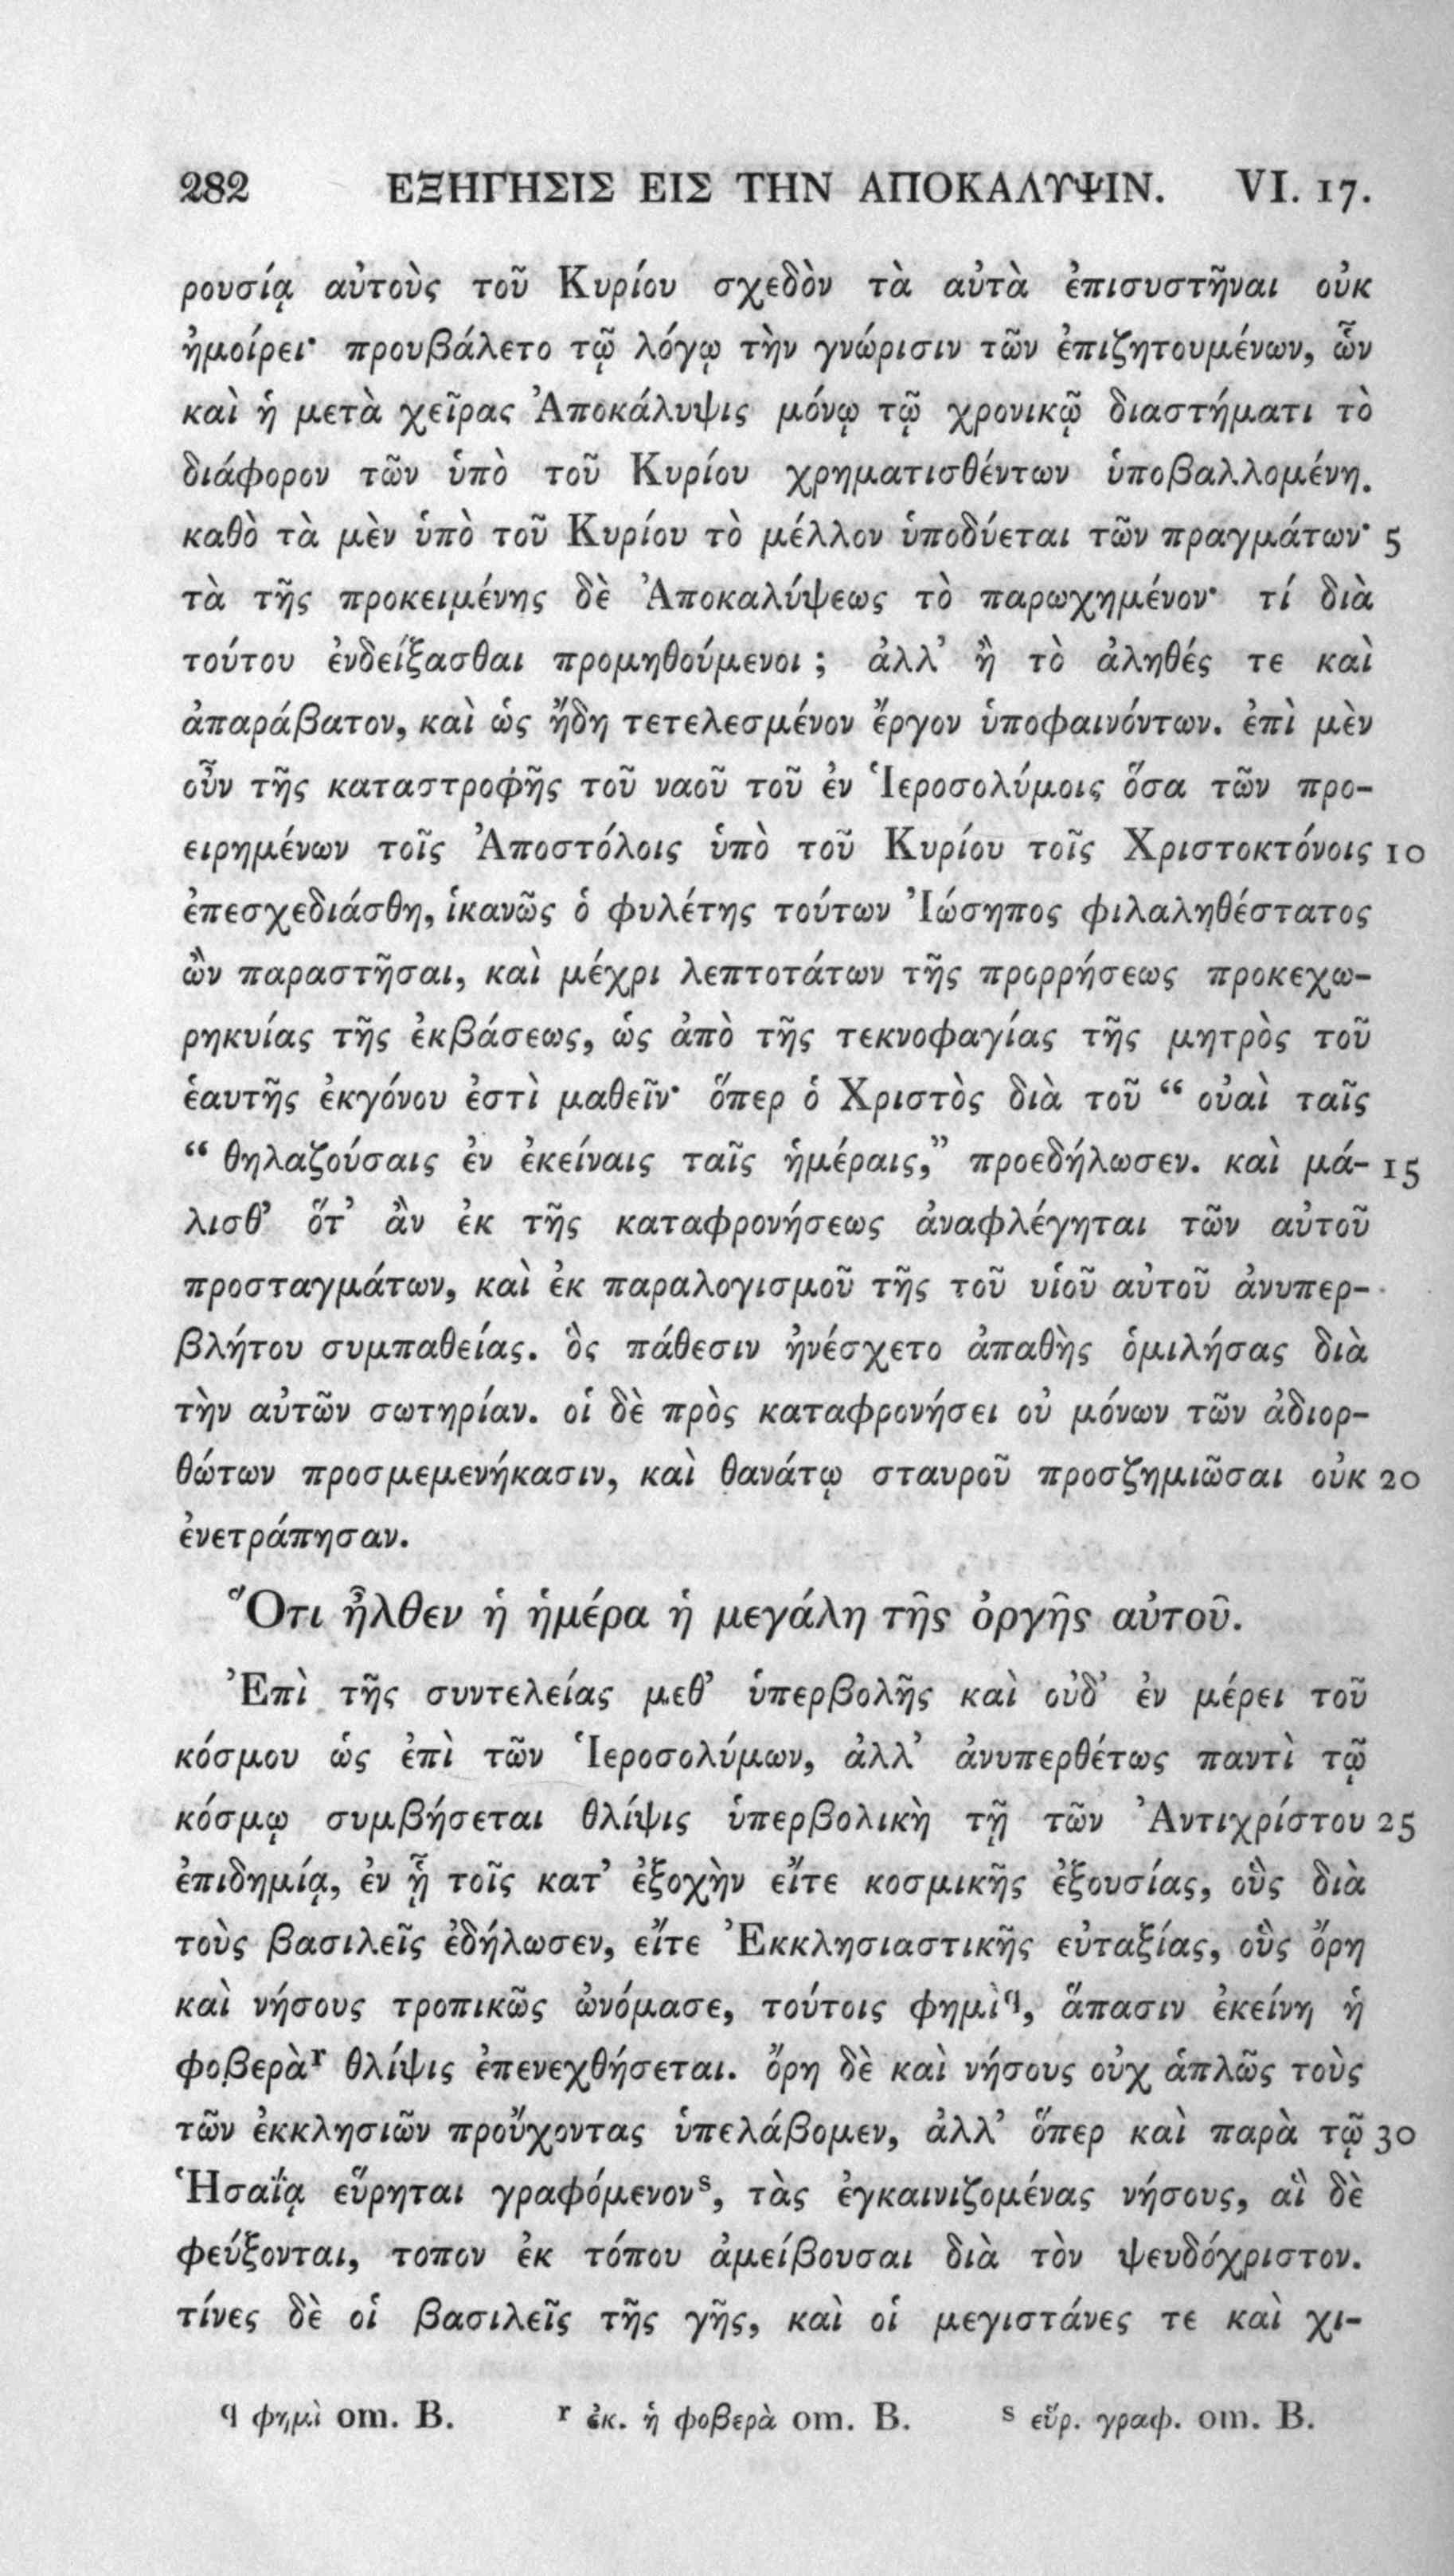 282 ΕΞΗΓΗΣΙΣ ΕΙΣ ΤΗΝ ΑΠΟΚΑΛΥΨΙΝ. VI. 17.
ρουσίᾳ αὐτοὺς τοῦ Κυρίου σχεδὸν τὰ αὐτὰ ἐπισυστῆναι οὐκ
ἠμοίρει· προυβάλετο τῷ λόγῳ τὴν γνώρισιν τῶν ἐπιζητουμένων, ὧν
καὶ ἡ μετὰ χεῖρας Ἀποκάλυψις μόνῳ τῷ χρονικῷ διαστήματι τὸ
διάφορον τῶν ὑπὸ τοῦ Κυρίου χρηματισθέντων ὑποβαλλομένη.
καθὸ τὰ μὲν ὑπὸ τοῦ Κυρίου τὸ μέλλον ὑποδύεται τῶν πραγμάτων· 5
τὰ τῆς προκειμένης δὲ Ἀποκαλύψεως τὸ παρωχημένον· τί διὰ
τούτου ἐνδείξασθαι προμηθούμενοι ; ἀλλ’ ἢ τὸ ἀληθές τε καὶ
ἀπαράβατον, καὶ ὡς ἤδη τετελεσμένον ἔργον ὑποφαινόντων. ἐπὶ μὲν
οὖν τῆς καταστροφῆς τοῦ ναοῦ τοῦ ἐν Ἱεροσολύμοις ὅσα τῶν προ-
ειρημένων τοῖς Ἀποστόλοις ὑπὸ τοῦ Κυρίου τοῖς Χριστοκτόνοις 10
ἐπεσχεδιάσθη, ἱκανῶς ὁ φυλέτης τούτων Ἰώσηπος φιλαληθέστατος
ὢν παραστῆσαι, καὶ μέχρι λεπτοτάτων τῆς προρρήσεως προκεχω-
ρηκυίας τῆς ἐκβάσεως, ὡς ἀπὸ τῆς τεκνοφαγίας τῆς μητρὸς τοῦ
ἑαυτῆς ἐκγόνου ἐστὶ μαθεῖν· ὅπερ ὁ Χριστὸς διὰ τοῦ “ οὐαὶ ταῖς
“ θηλαζούσαις ἐν ἐκείναις ταῖς ἡμέραις,” προεδήλωσεν. καὶ μά- 15
λισθ’ ὅτ’ ἂν ἐκ τῆς καταφρονήσεως ἀναφλέγηται τῶν αὐτοῦ
προσταγμάτων, καὶ ἐκ παραλογισμοῦ τῆς τοῦ υἱοῦ αὐτοῦ ἀνυπερ-
βλήτου συμπαθείας. ὃς πάθεσιν ἠνέσχετο ἀπαθὴς ὁμιλήσας διὰ
τὴν αὐτῶν σωτηρίαν. οἱ δὲ πρὸς καταφρονήσει οὐ μόνων τῶν ἀδιορ-
θώτων προσμεμενήκασιν, καὶ θανάτῳ σταυροῦ προσζημιῶσαι οὐκ 20
ἐνετράπησαν.
Ὅτι ἦλθεν ἡ ἡμέρα ἡ μεγάλη τῆς ὀργῆς αὐτοῦ.
Ἐπὶ τῆς συντελείας μεθ’ ὑπερβολῆς καὶ οὐδ’ ἐν μέρει τοῦ
κόσμου ὡς ἐπὶ τῶν Ἱεροσολύμων, ἀλλ’ ἀνυπερθέτως παντὶ τῷ
κόσμῳ συμβήσεται θλίψις ὑπερβολικὴ τῇ τῶν Ἀντιχρίστου 25
ἐπιδημίᾳ, ἐν ᾗ τοῖς κατ’ ἐξοχὴν εἴτε κοσμικῆς ἐξουσίας, οὓς διὰ
τοὺς βασιλεῖς ἐδήλωσεν, εἴτε Ἐκκλησιαστικῆς εὐταξίας, οὓς ὄρη
καὶ νήσους τροπικῶς ὠνόμασε, τούτοις φημὶq, ἅπασιν ἐκείνη ἡ
φοβερὰr θλίψις ἐπενεχθήσεται. ὄρη δὲ καὶ νήσους οὐχ ἁπλῶς τοὺς
τῶν ἐκκλησιῶν προὔχοντας ὑπελάβομεν, ἀλλ’ ὅπερ καὶ παρὰ τῷ 30
Ἡσαΐᾳ εὕρηται γραφόμενονs, τὰς ἐγκαινιζομένας νήσους, αἳ δὲ
φεύξονται, τοπον ἐκ τόπου ἀμείβουσαι διὰ τὸν ψευδόχριστον.
τίνες δὲ οἱ βασιλεῖς τῆς γῆς, καὶ οἱ μεγιστάνες τε καὶ χι-
q φημὶ om. B. r ἐκ. ἡ φοβερὰ om. B. s εὕρ. γραφ. om. B.